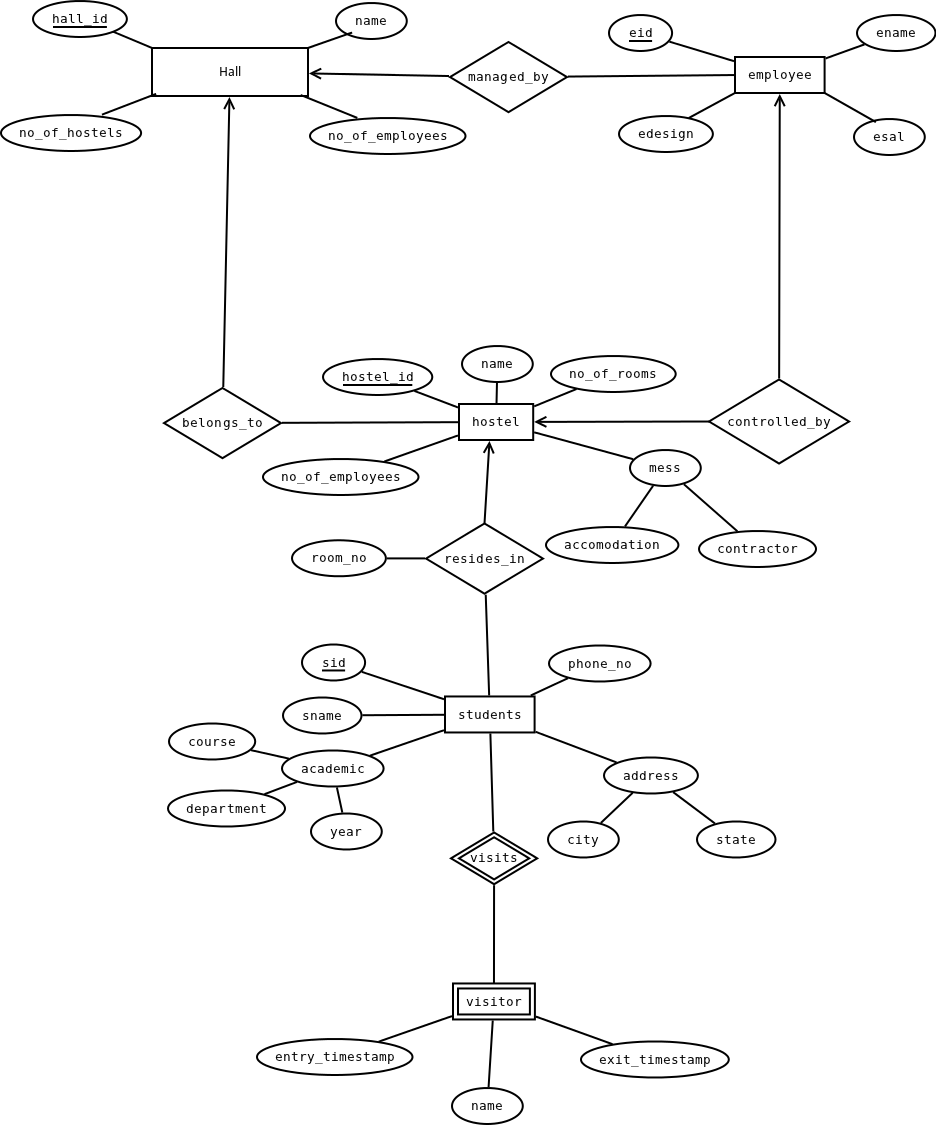 hall_id
name
Hall
no_of_hostels
no_of_employees
managed_by
eid
ename
employee
edesign
esal
belongs_to
hostel_id
name
no_of_rooms
hostel
controlled_by
no_of_employees
mess
accomodation
contractor
room_no
resides_in
sid
phone_no
sname
students
course
academic
department
year
address
city
state
visits
visitor
entry_timestamp
exit_timestamp
name